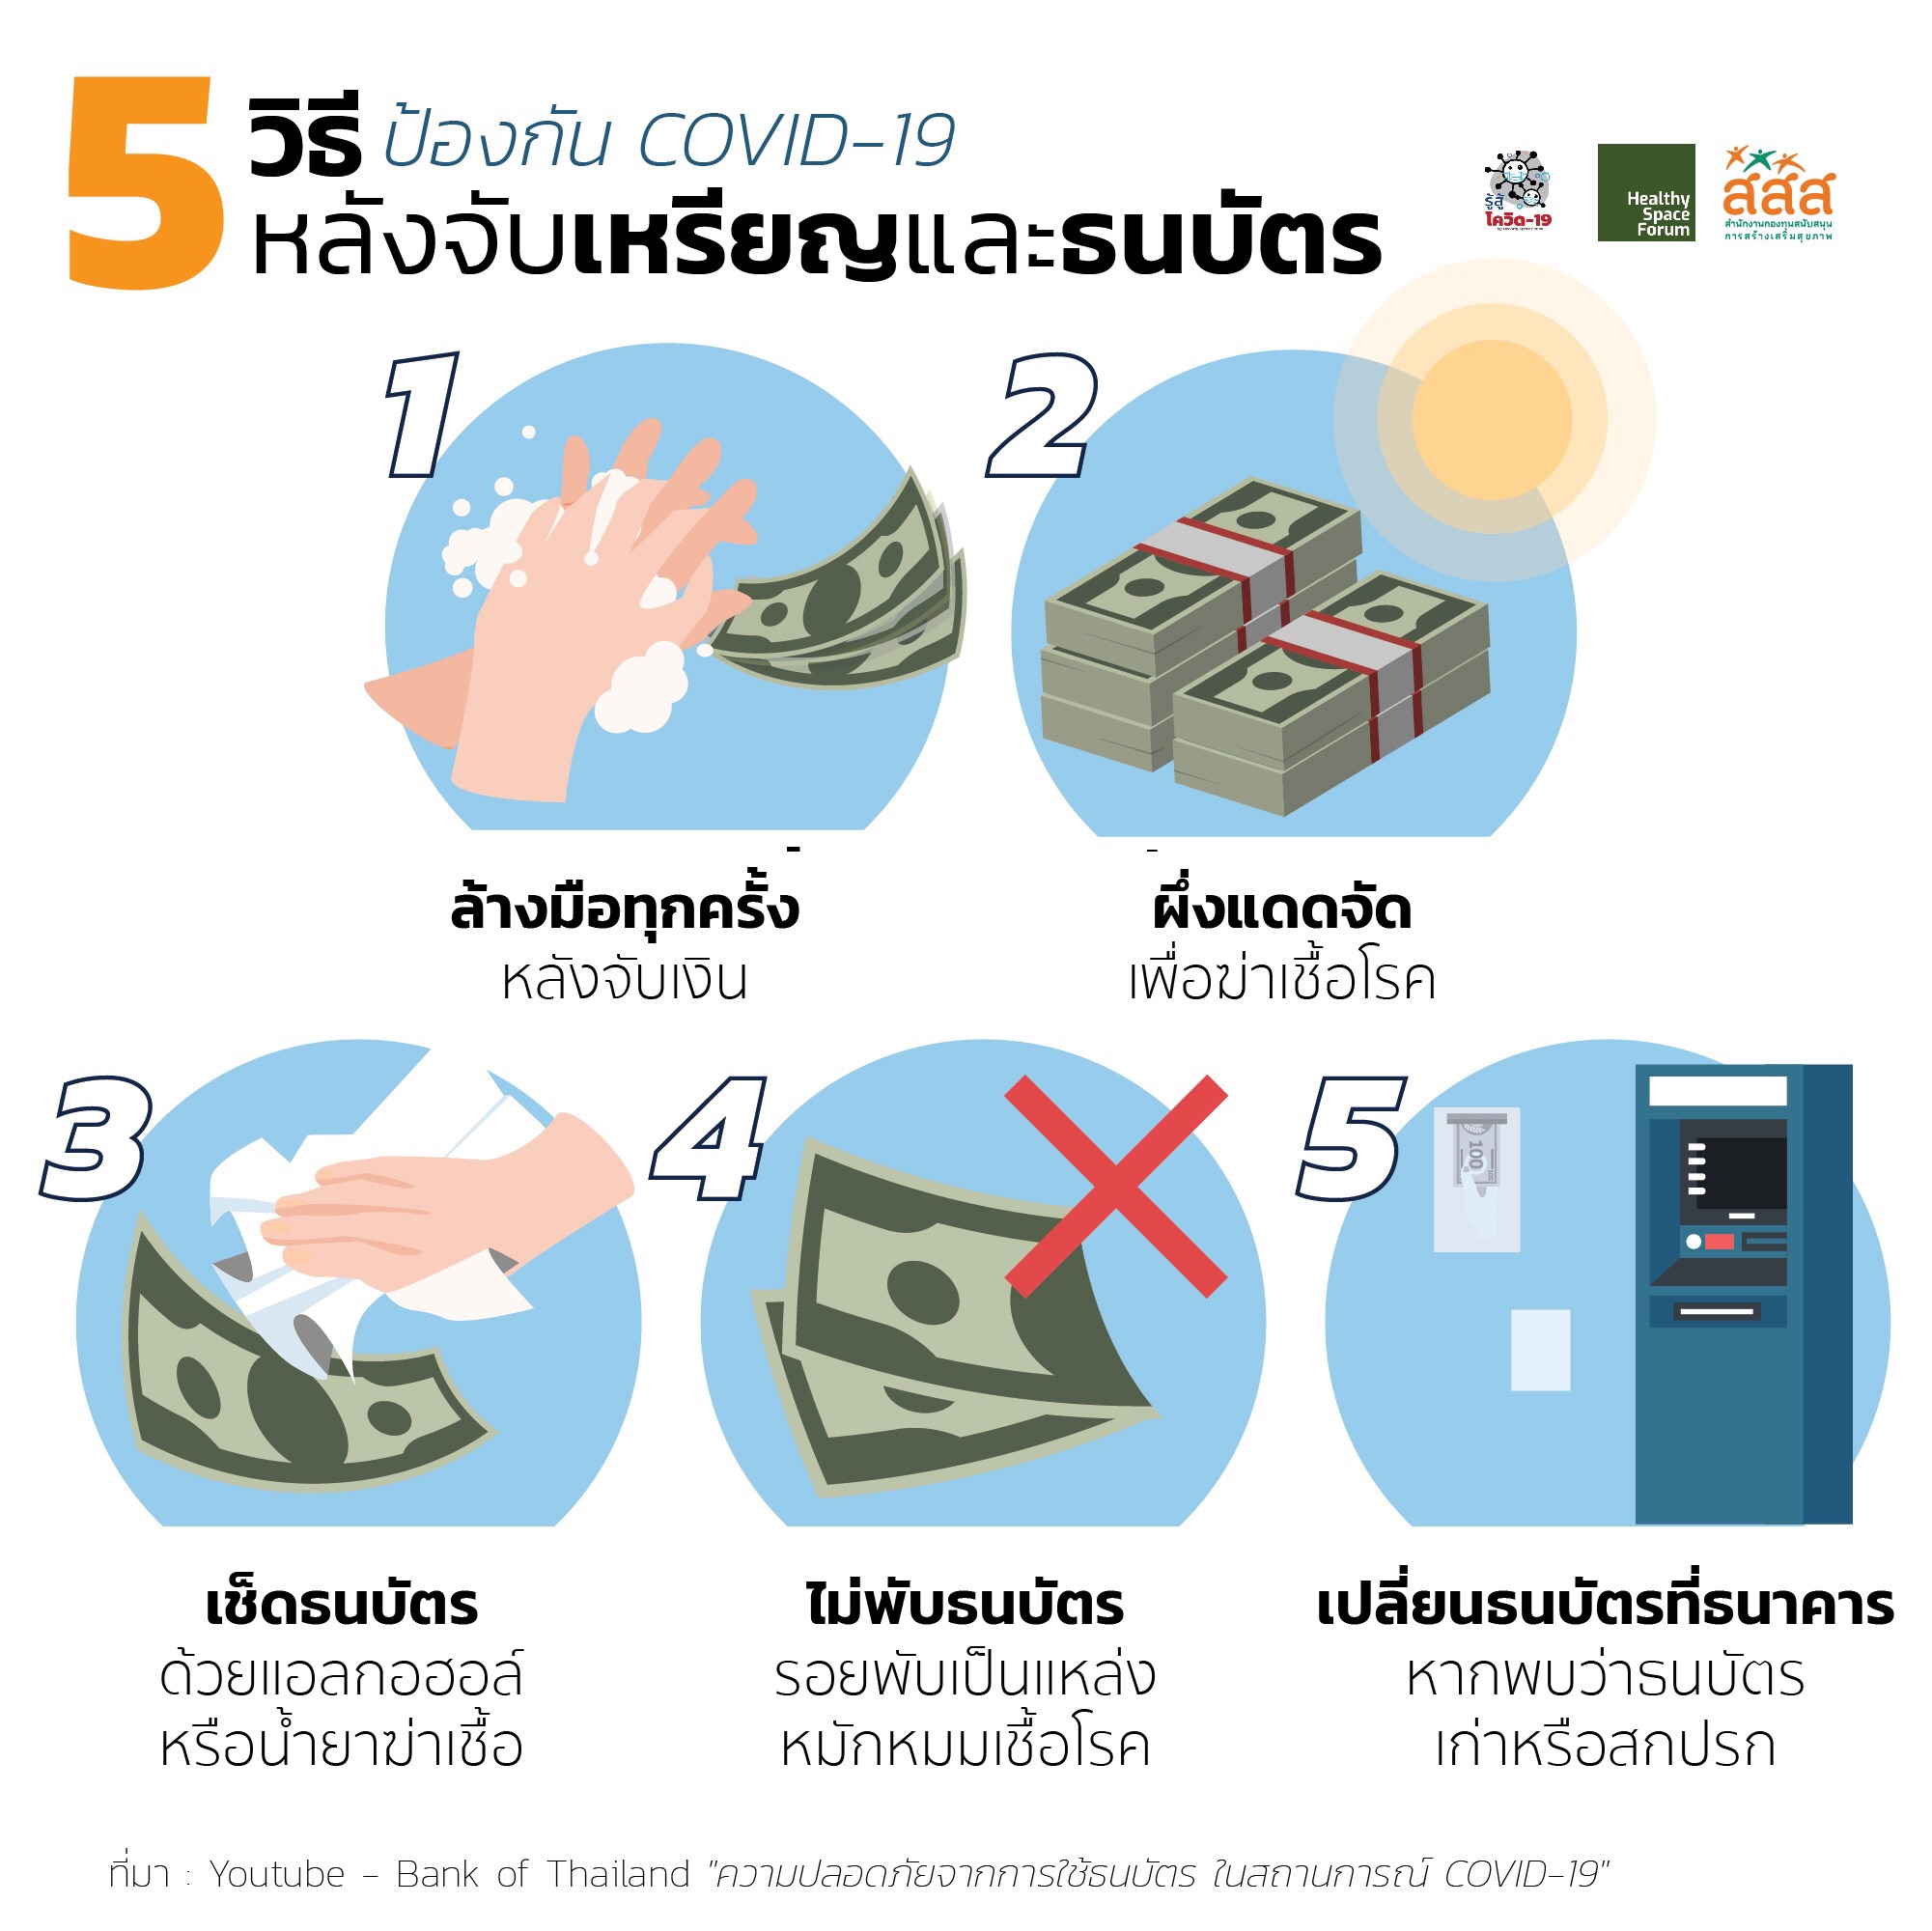 5 วิธี ป้องกัน COVID-19
หลังจับเหรียญและธนบัตร
รู้สู้
โควิด-19
Healthy
Space
Forum
สสส
สำนักงานกองทุนสนับสนุน
การสร้างเสริมสุขภาพ
1
2
ล้างมือทุกครั้ง
หลังจับเงิน
ผึ่งแดดจัด
เพื่อฆ่าเชื้อโรค
3
4
5
100
เช็ดธนบัตร
ด้วยแอลกอฮอล์
หรือน้ำยาฆ่าเชื้อ
ไม่พับธนบัตร
รอยพับเป็นแหล่ง
หมักหมมเชื้อโรค
เปลี่ยนธนบัตรที่ธนาคาร
หากพบว่าธนบัตร
เก่าหรือสกปรก
ที่มา : Youtube - Bank of Thailand "ความปลอดภัยจากการใช้ธนบัตร ในสถานการณ์ COVID-19"